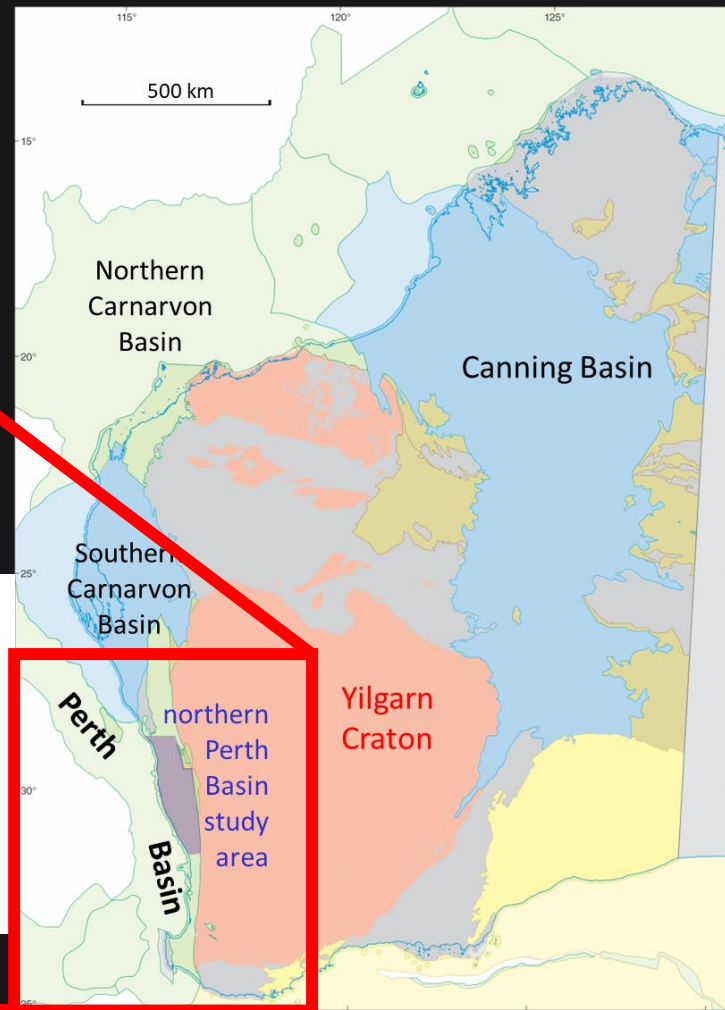 115°
120°
125°
500 km
15°
Northern
Carnarvon
Basin
20°
Canning Basin
25°
Southern
Carnarvon
Basin
Perth
Basin
northern
Perth
Basin
study
area
Yilgarn
Craton
30°
35°